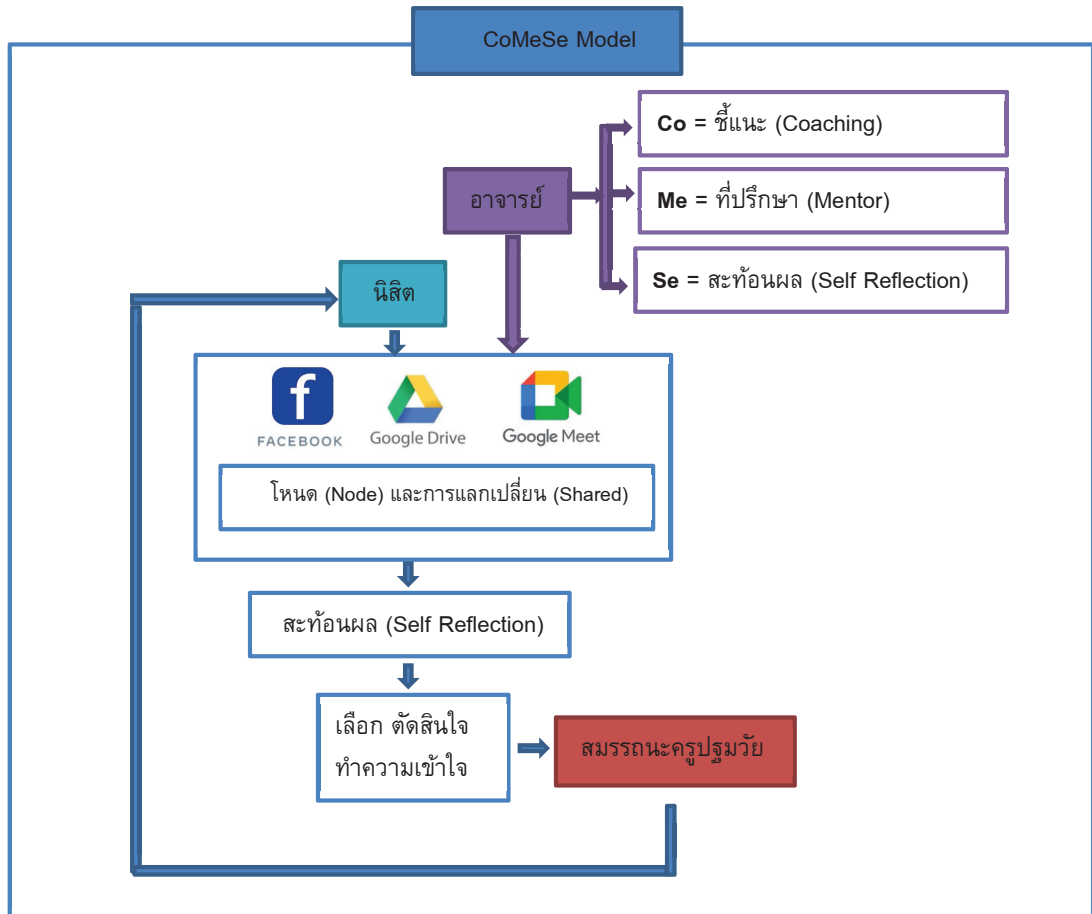 CoMeSe Model
Co = ชี้แนะ (Coaching)
อาจารย์
Me = ที่ปรึกษา (Mentor)
Se = สะท้อนผล (Self Reflection)
นิสิต
f
FACEBOOK
Google Drive
Google Meet
โหนด (Node) และการแลกเปลี่ยน (Shared)
สะท้อนผล (Self Reflection)
เลือก ตัดสินใจ
ทำความเข้าใจ
สมรรถนะครูปฐมวัย